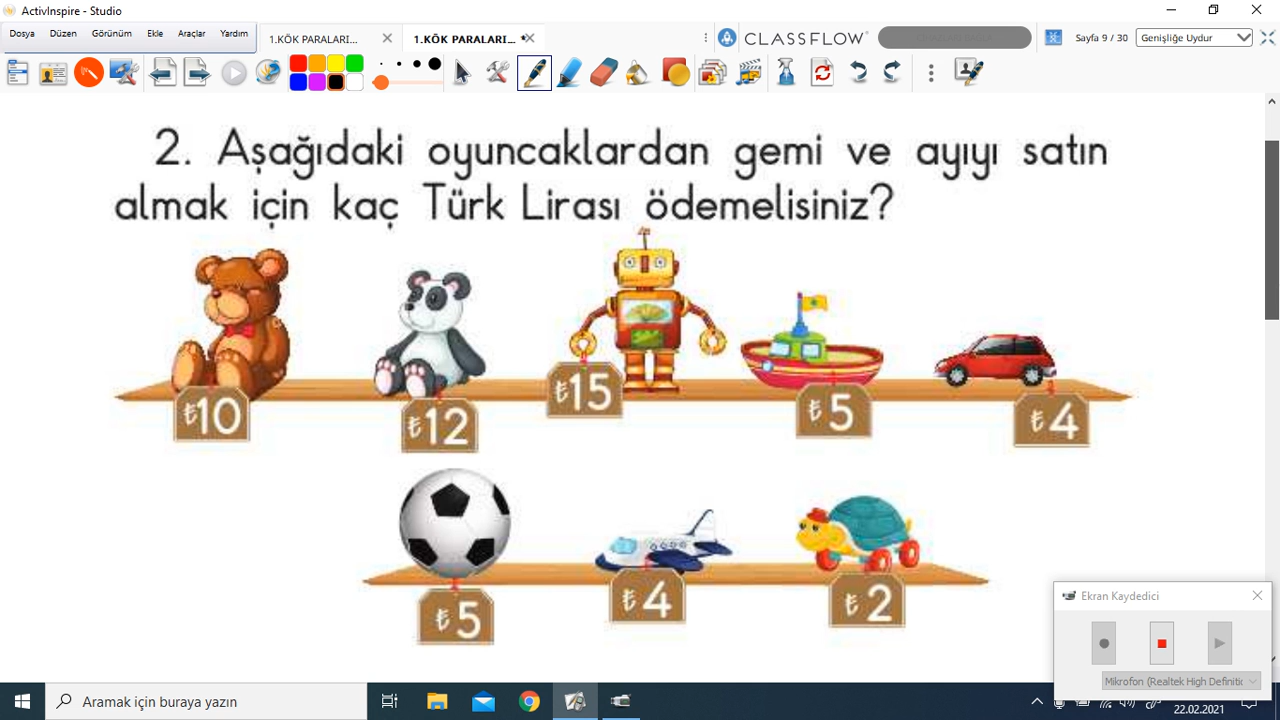 ActivInspire - Studio
Dosya Düzen Görünüm Ekle Araçlar Yardım
1.KÖK PARALARI... 1.KÖK PARALARI...
CLASSFLOW
Sayfa 9 / 30 Genişliğe Uydur
2. Aşağıdaki oyuncaklardan gemi ve ayıyı satın
almak için kaç Türk Lirası ödemelisiniz?
₺10 ₺12 ₺15 ₺5 ₺4
₺5 ₺4 ₺2
Ekran Kaydedici
Mikrofon (Realtek High Definitic
Aramak için buraya yazın
22.02.2021